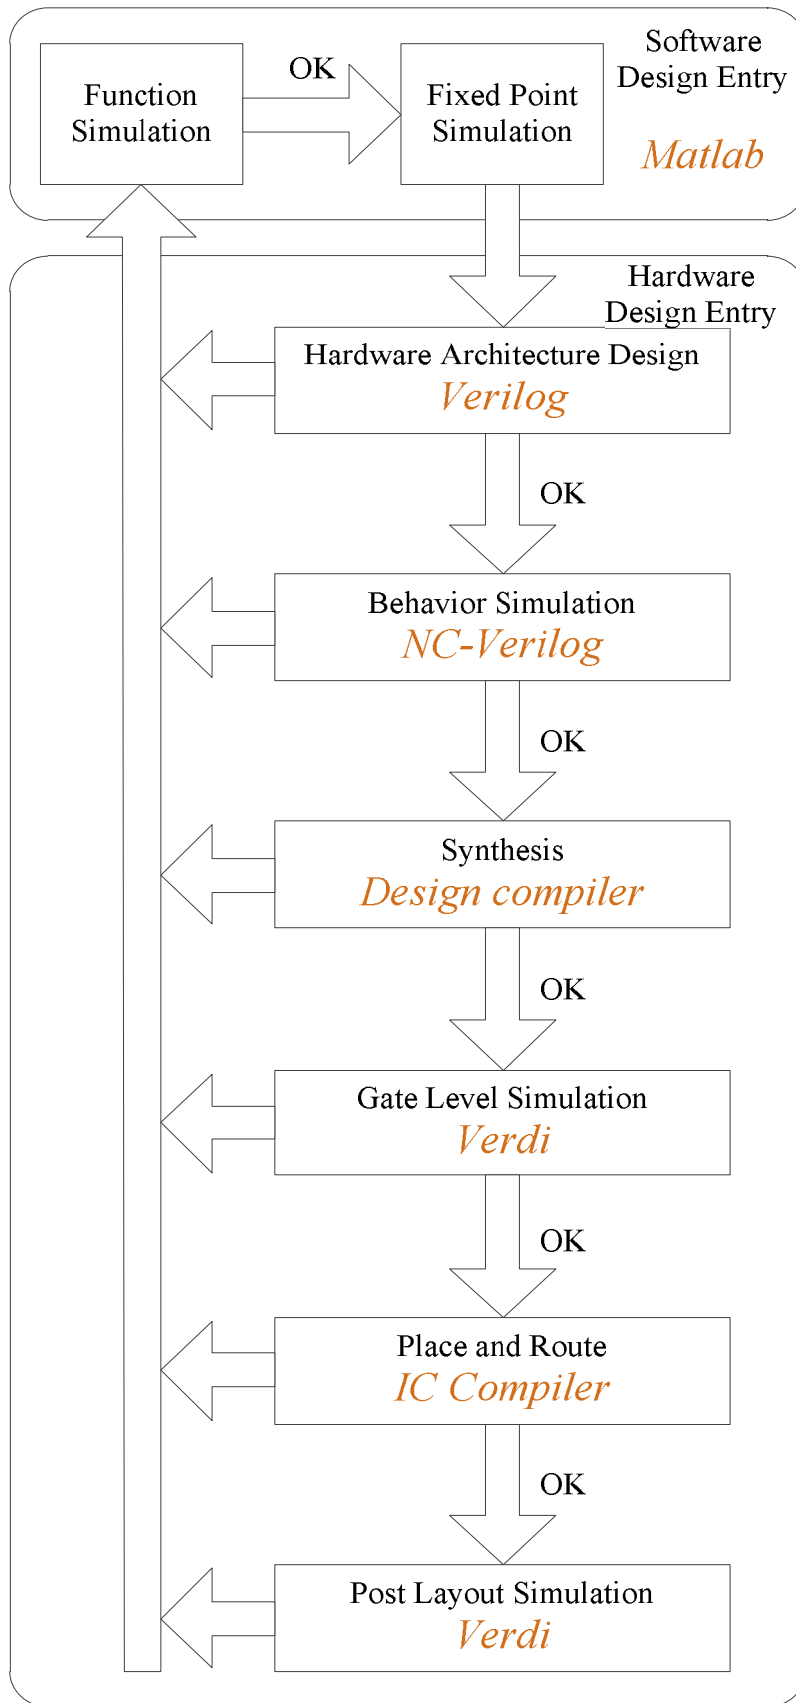 Software
Design Entry
Matlab
Function
Simulation
OK
Fixed Point
Simulation
Hardware
Design Entry
Hardware Architecture Design
Verilog
OK
Behavior Simulation
NC-Verilog
OK
Synthesis
Design compiler
OK
Gate Level Simulation
Verdi
OK
Place and Route
IC Compiler
OK
Post Layout Simulation
Verdi